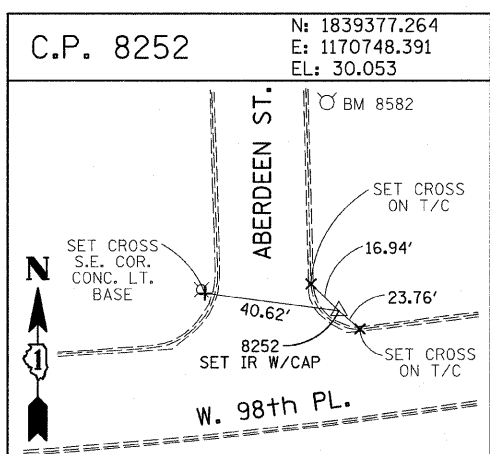 C.P. 8252
N: 1839377.264
E: 1170748.391
EL: 30.053
BM 8582
ABERDEEN ST.
SET CROSS
ON T/C
16.94'
SET CROSS
S.E. COR.
CONC. LT.
BASE
N
23.76'
40.62'
8252
SET IR W/CAP
1
SET CROSS
ON T/C
W. 98th PL.